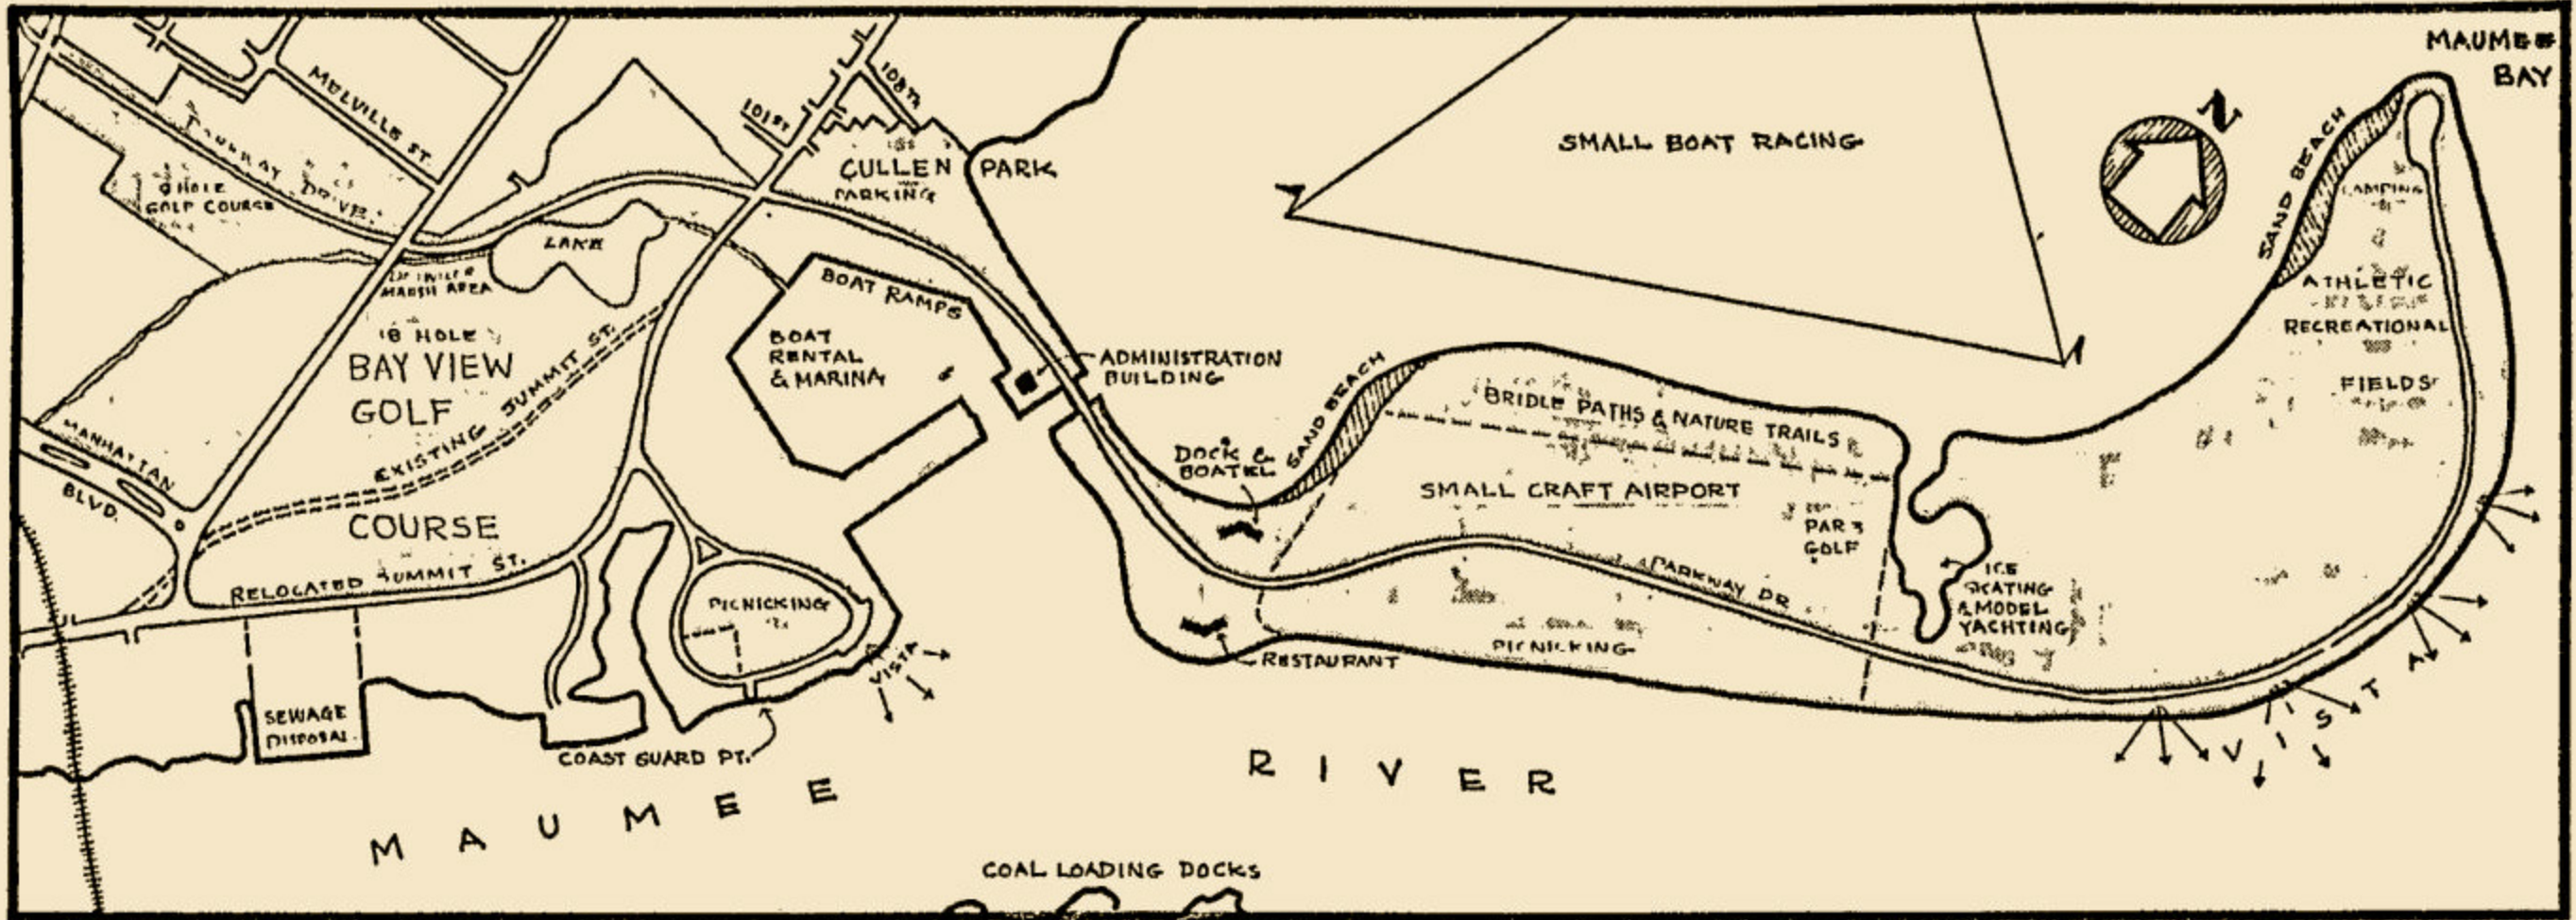 MAUMEE
BAY
N
SMALL BOAT RACING
SAND BEACH
CAMPING
ATHLETIC
RECREATIONAL
FIELDS
MELVILLE ST.
DRIVE
9 HOLE
GOLF COURSE
101ST
108TH
CULLEN PARK
PARKING
LAKE
MARSH AREA
18 HOLE
BAY VIEW
GOLF
COURSE
EXISTING SUMMIT ST.
MANHATTAN
BLVD.
RELOCATED SUMMIT ST.
BOAT RAMPS
BOAT
RENTAL
& MARINA
ADMINISTRATION
BUILDING
DOCK &
BOATEL
SAND BEACH
BRIDLE PATHS & NATURE TRAILS
SMALL CRAFT AIRPORT
PAR 3
GOLF
PARKWAY DR
ICE
SKATING
& MODEL
YACHTING
PICNICKING
RESTAURANT
PICNICKING
VISTA
VISTA
SEWAGE
DISPOSAL
COAST GUARD PT.
MAUMEE RIVER
COAL LOADING DOCKS